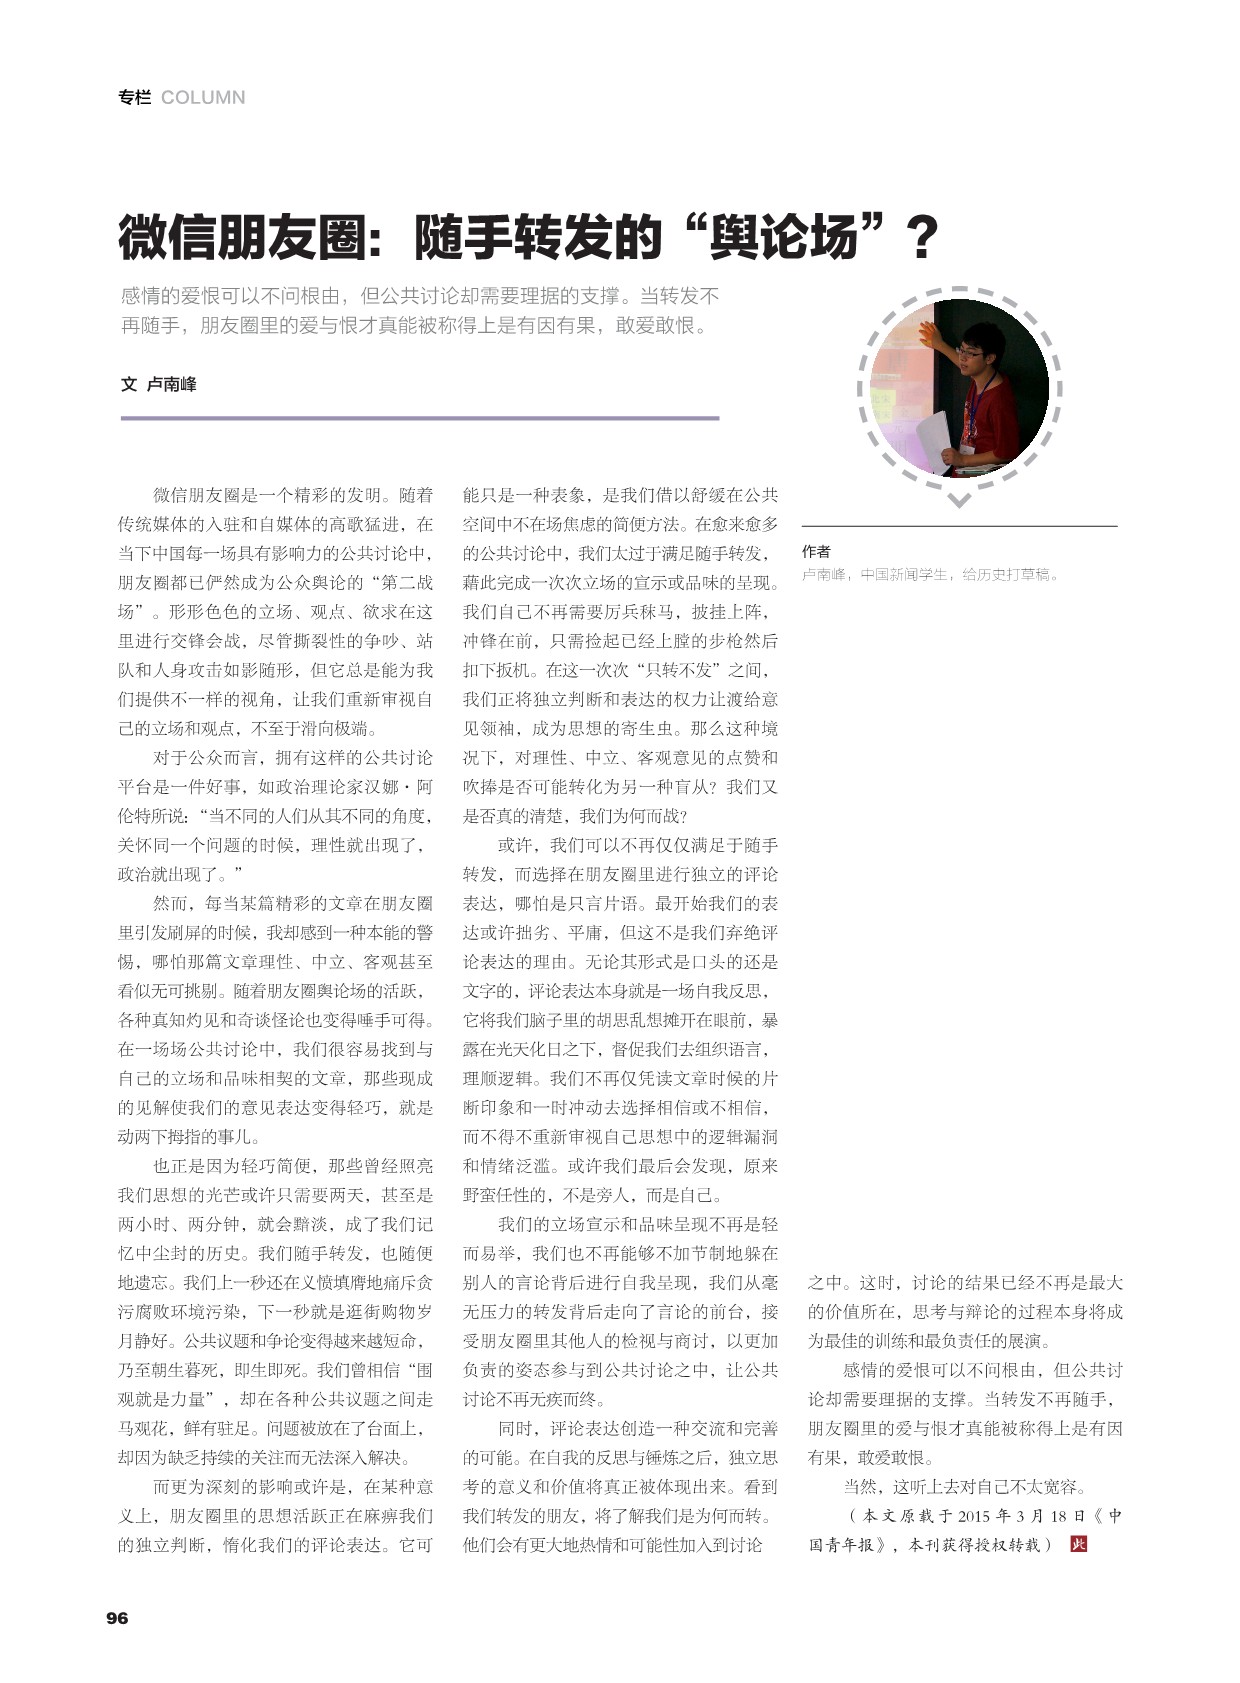 专栏 COLUMN
微信朋友圈：随手转发的“舆论场”？
感情的爱恨可以不问根由，但公共讨论却需要理据的支撑。当转发不
再随手，朋友圈里的爱与恨才真能被称得上是有因有果，敢爱敢恨。
文 卢南峰
微信朋友圈是一个精彩的发明。随着
传统媒体的入驻和自媒体的高歌猛进，在
当下中国每一场具有影响力的公共讨论中，
朋友圈都已俨然成为公众舆论的“第二战
场”。形形色色的立场、观点、欲求在这
里进行交锋会战，尽管撕裂性的争吵、站
队和人身攻击如影随形，但它总是能为我
们提供不一样的视角，让我们重新审视自
己的立场和观点，不至于滑向极端。
对于公众而言，拥有这样的公共讨论
平台是一件好事，如政治理论家汉娜·阿
伦特所说：“当不同的人们从其不同的角度，
关怀同一个问题的时候，理性就出现了，
政治就出现了。”
然而，每当某篇精彩的文章在朋友圈
里引发刷屏的时候，我却感到一种本能的警
惕，哪怕那篇文章理性、中立、客观甚至
看似无可挑剔。随着朋友圈舆论场的活跃，
各种真知灼见和奇谈怪论也变得唾手可得。
在一场场公共讨论中，我们很容易找到与
自己的立场和品味相契的文章，那些现成
的见解使我们的意见表达变得轻巧，就是
动两下拇指的事儿。
也正是因为轻巧简便，那些曾经照亮
我们思想的光芒或许只需要两天，甚至是
两小时、两分钟，就会黯淡，成了我们记
忆中尘封的历史。我们随手转发，也随便
地遗忘。我们上一秒还在义愤填膺地痛斥贪
污腐败环境污染，下一秒就是逛街购物岁
月静好。公共议题和争论变得越来越短命，
乃至朝生暮死，即生即死。我们曾相信“围
观就是力量”，却在各种公共议题之间走
马观花，鲜有驻足。问题被放在了台面上，
却因为缺乏持续的关注而无法深入解决。
而更为深刻的影响或许是，在某种意
义上，朋友圈里的思想活跃正在麻痹我们
的独立判断，惰化我们的评论表达。它可
能只是一种表象，是我们借以舒缓在公共
空间中不在场焦虑的简便方法。在愈来愈多
的公共讨论中，我们太过于满足随手转发，
藉此完成一次次立场的宣示或品味的呈现。
我们自己不再需要厉兵秣马，披挂上阵，
冲锋在前，只需捡起已经上膛的步枪然后
扣下扳机。在这一次次“只转不发”之间，
我们正将独立判断和表达的权力让渡给意
见领袖，成为思想的寄生虫。那么这种境
况下，对理性、中立、客观意见的点赞和
吹捧是否可能转化为另一种盲从？我们又
是否真的清楚，我们为何而战？
或许，我们可以不再仅仅满足于随手
转发，而选择在朋友圈里进行独立的评论
表达，哪怕是只言片语。最开始我们的表
达或许拙劣、平庸，但这不是我们弃绝评
论表达的理由。无论其形式是口头的还是
文字的，评论表达本身就是一场自我反思，
它将我们脑子里的胡思乱想摊开在眼前，暴
露在光天化日之下，督促我们去组织语言，
理顺逻辑。我们不再仅凭读文章时候的片
断印象和一时冲动去选择相信或不相信，
而不得不重新审视自己思想中的逻辑漏洞
和情绪泛滥。或许我们最后会发现，原来
野蛮任性的，不是旁人，而是自己。
我们的立场宣示和品味呈现不再是轻
而易举，我们也不再能够不加节制地躲在
别人的言论背后进行自我呈现，我们从毫
无压力的转发背后走向了言论的前台，接
受朋友圈里其他人的检视与商讨，以更加
负责的姿态参与到公共讨论之中，让公共
讨论不再无疾而终。
同时，评论表达创造一种交流和完善
的可能。在自我的反思与锤炼之后，独立思
考的意义和价值将真正被体现出来。看到
我们转发的朋友，将了解我们是为何而转。
他们会有更大地热情和可能性加入到讨论
作者
卢南峰，中国新闻学生，给历史打草稿。
之中。这时，讨论的结果已经不再是最大
的价值所在，思考与辩论的过程本身将成
为最佳的训练和最负责任的展演。
感情的爱恨可以不问根由，但公共讨
论却需要理据的支撑。当转发不再随手，
朋友圈里的爱与恨才真能被称得上是有因
有果，敢爱敢恨。
当然，这听上去对自己不太宽容。
（本文原载于 2015 年 3 月 18 日《中
国青年报》，本刊获得授权转载） 此
96